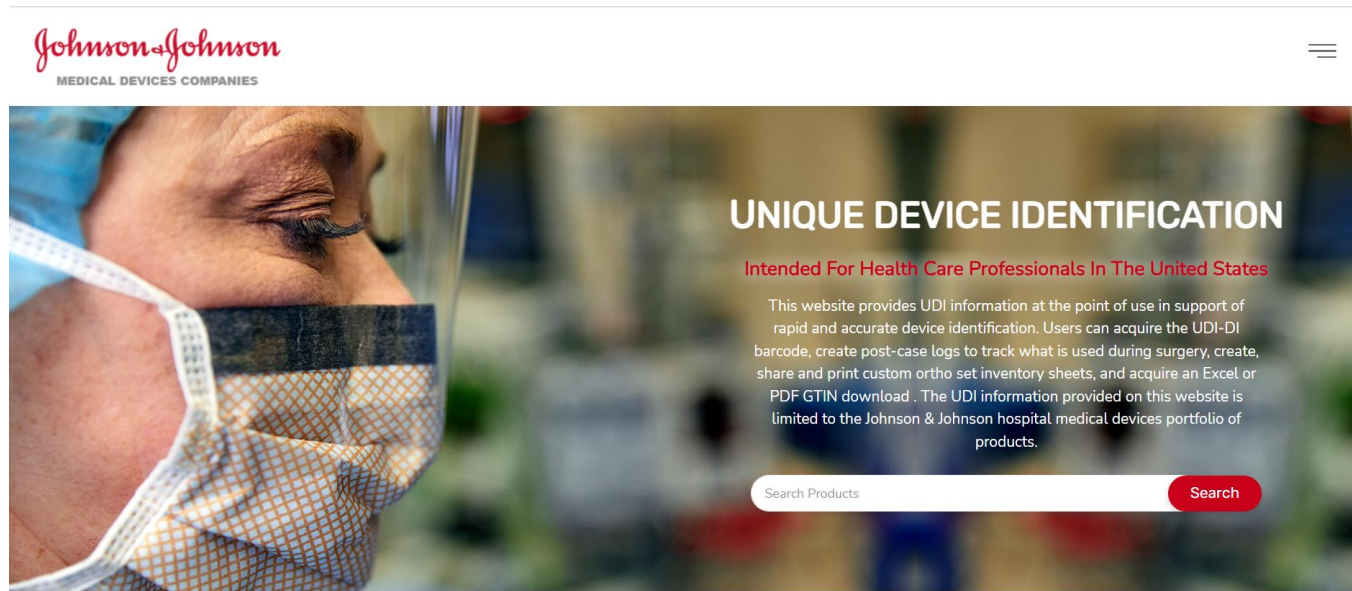 Johnson&Johnson
MEDICAL DEVICES COMPANIES
UNIQUE DEVICE IDENTIFICATION
Intended For Health Care Professionals In The United States
This website provides UDI information at the point of use in support of
rapid and accurate device identification. Users can acquire the UDI-DI
barcode, create post-case logs to track what is used during surgery, create,
share and print custom ortho set inventory sheets, and acquire an Excel or
PDF GTIN download . The UDI information provided on this website is
limited to the Johnson & Johnson hospital medical devices portfolio of
products.
Search Products
Search